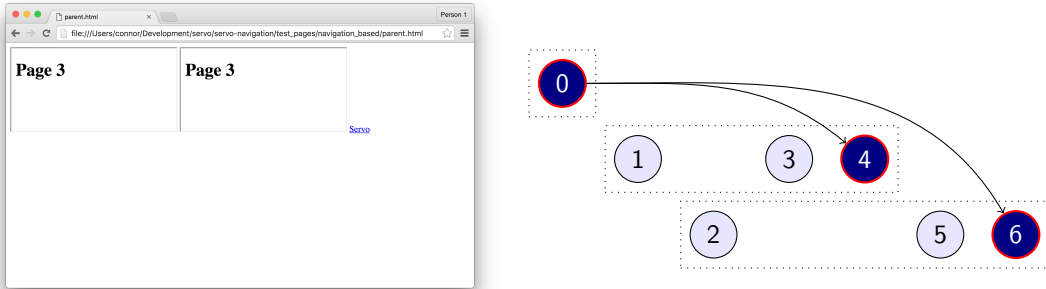 parent.html
Person 1
file:///Users/connor/Development/servo/servo-navigation/test_pages/navigation_based/parent.html
Page 3 Page 3
Servo
0
1 3 4
2 5 6